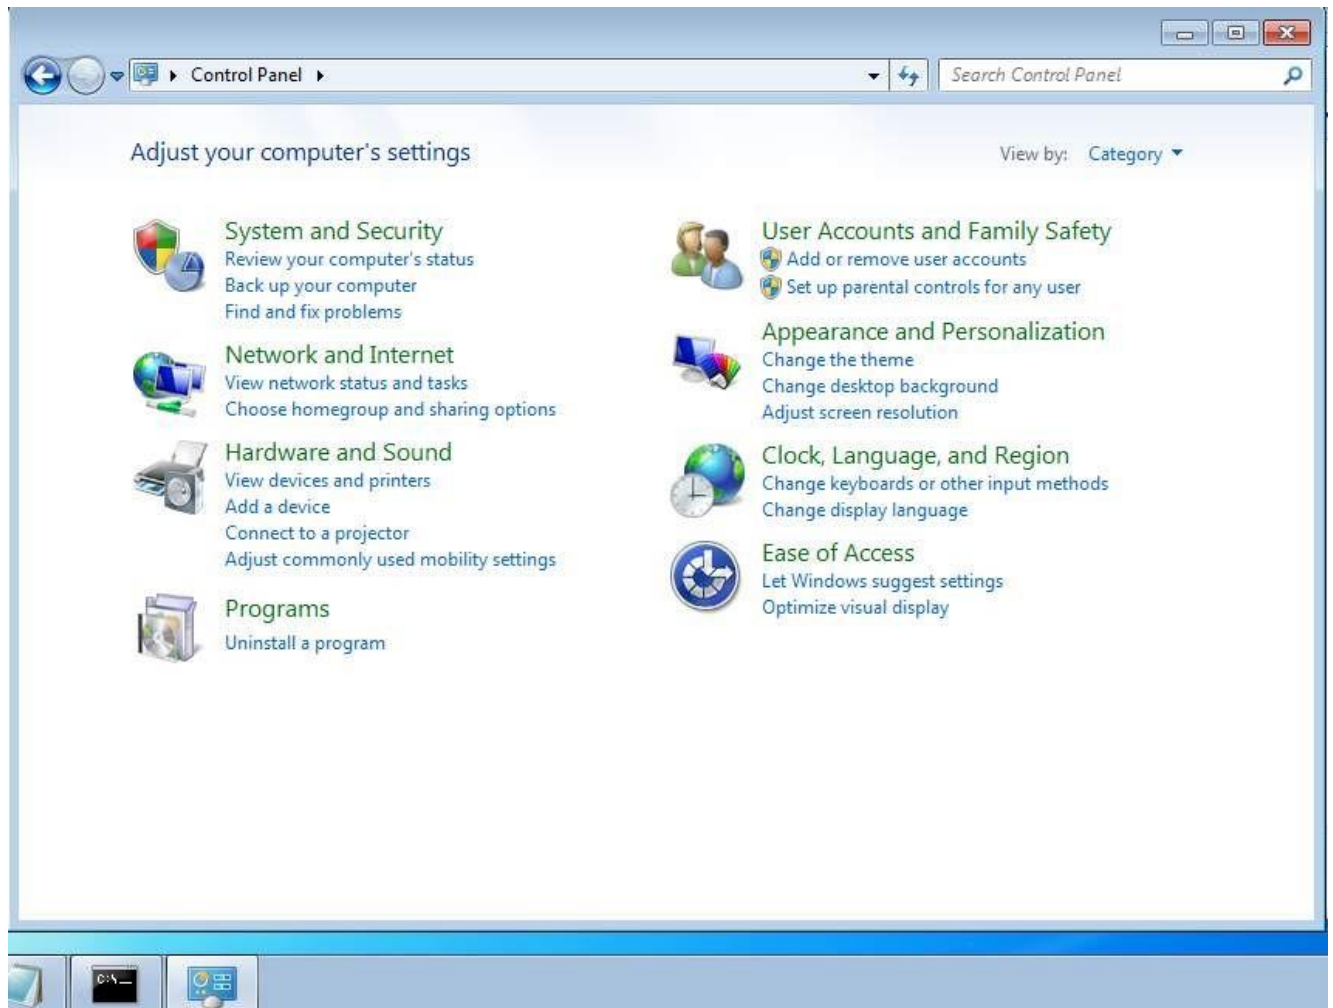 Control Panel
Search Control Panel
Adjust your computer's settings
View by: Category
System and Security
Review your computer's status
Back up your computer
Find and fix problems
Network and Internet
View network status and tasks
Choose homegroup and sharing options
Hardware and Sound
View devices and printers
Add a device
Connect to a projector
Adjust commonly used mobility settings
Programs
Uninstall a program
User Accounts and Family Safety
Add or remove user accounts
Set up parental controls for any user
Appearance and Personalization
Change the theme
Change desktop background
Adjust screen resolution
Clock, Language, and Region
Change keyboards or other input methods
Change display language
Ease of Access
Let Windows suggest settings
Optimize visual display
C:\_